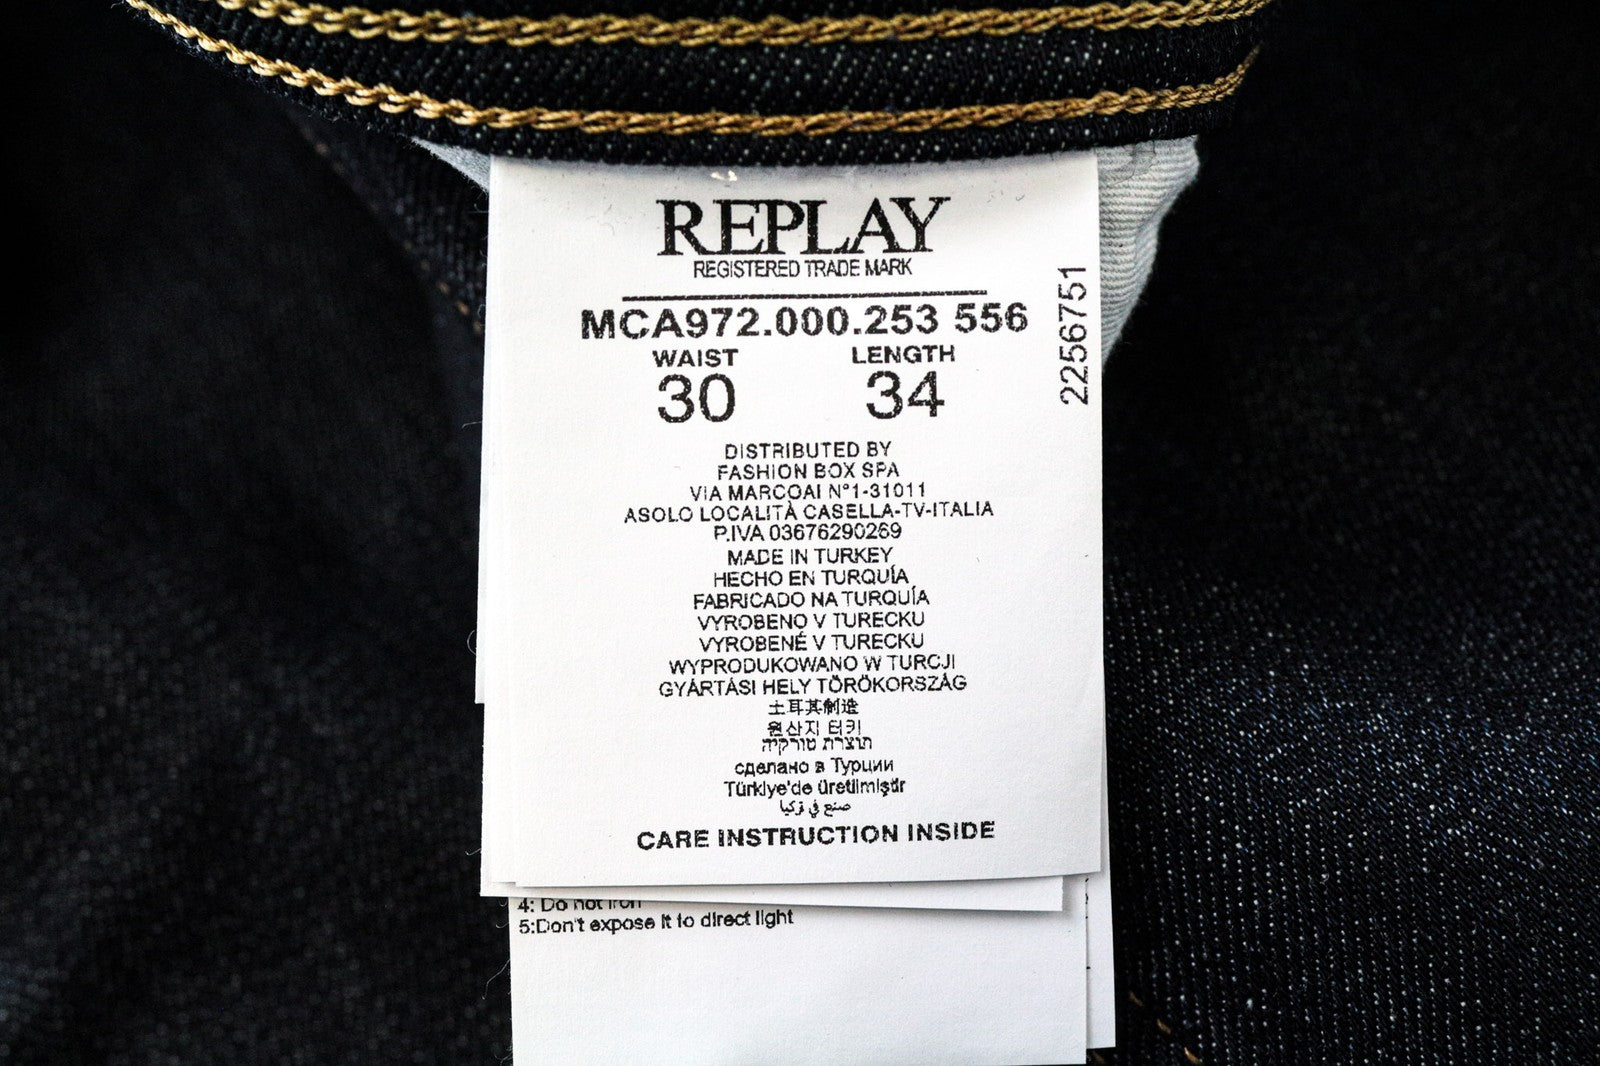 REPLAY
REGISTERED TRADE MARK
MCA972.000.253 556
WAIST LENGTH
30 34
22567751
DISTRIBUTED BY
FASHION BOX SPA
VIA MARCOAI N°1-31011
ASOLO LOCALITÀ CASELLA-TV-ITALIA
P.IVA 03676290269
MADE IN TURKEY
HECHO EN TURQUÍA
FABRICADO NA TURQUÍA
VYROBENO V TURECKU
VYROBENÉ V TURECKU
WYPRODUKOWANO W TURCJI
GYÁRTÁSI HELY TÖRÖKORSZÁG
土耳其制造
원산지 터키
תוצרת טורקיה
сделано в Турции
Türkiye'de üretilmiştir
صنع في تركيا
CARE INSTRUCTION INSIDE
4: Do not iron
5:Don't expose it to direct light